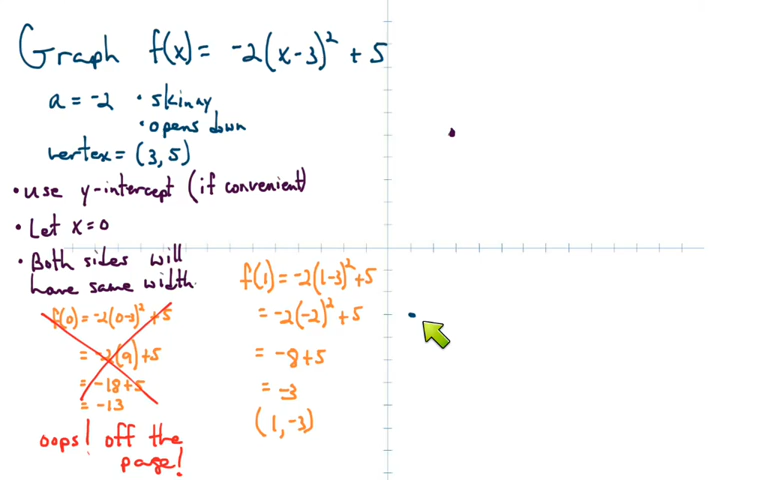 Graph f(x) = -2(x-3)² + 5
a = -2 • skinny
• opens down
vertex = (3, 5)
• use y-intercept (if convenient)
• Let x=0
• Both sides will
have same width.
f(0) = -2(0-3)² + 5
= -2(9) + 5
= -18+5
= -13
oops! off the
page!
f(1) = -2(1-3)² + 5
= -2(-2)² + 5
= -8+5
= -3
(1, -3)